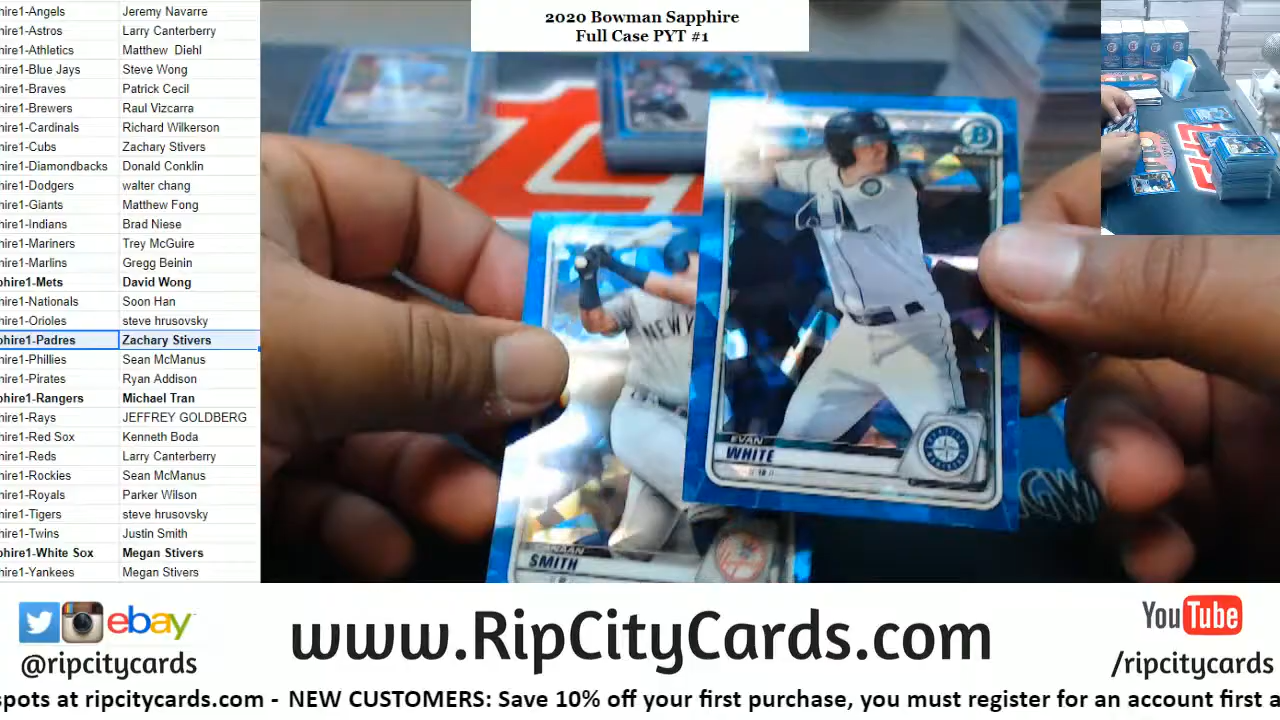 2020 Bowman Sapphire
Full Case PYT #1
hire1-Angels Jeremy Navarre
hire1-Astros Larry Canterberry
hire1-Athletics Matthew Diehl
hire1-Blue Jays Steve Wong
hire1-Braves Patrick Cecil
hire1-Brewers Raul Vizcarra
hire1-Cardinals Richard Wilkerson
hire1-Cubs Zachary Stivers
hire1-Diamondbacks Donald Conklin
hire1-Dodgers walter chang
hire1-Giants Matthew Fong
hire1-Indians Brad Niese
hire1-Mariners Trey McGuire
hire1-Marlins Gregg Beinin
phire1-Mets David Wong
hire1-Nationals Soon Han
hire1-Orioles steve hrusovsky
phire1-Padres Zachary Stivers
hire1-Phillies Sean McManus
hire1-Pirates Ryan Addison
phire1-Rangers Michael Tran
hire1-Rays JEFFREY GOLDBERG
hire1-Red Sox Kenneth Boda
hire1-Reds Larry Canterberry
hire1-Rockies Sean McManus
hire1-Royals Parker Wilson
hire1-Tigers steve hrusovsky
hire1-Twins Justin Smith
phire1-White Sox Megan Stivers
hire1-Yankees Megan Stivers
B
NEW Y
EVAN
WHITE
SMITH
ebay
@ripcitycards
www.RipCityCards.com
YouTube
/ripcitycards
spots at ripcitycards.com - NEW CUSTOMERS: Save 10% off your first purchase, you must register for an account first a